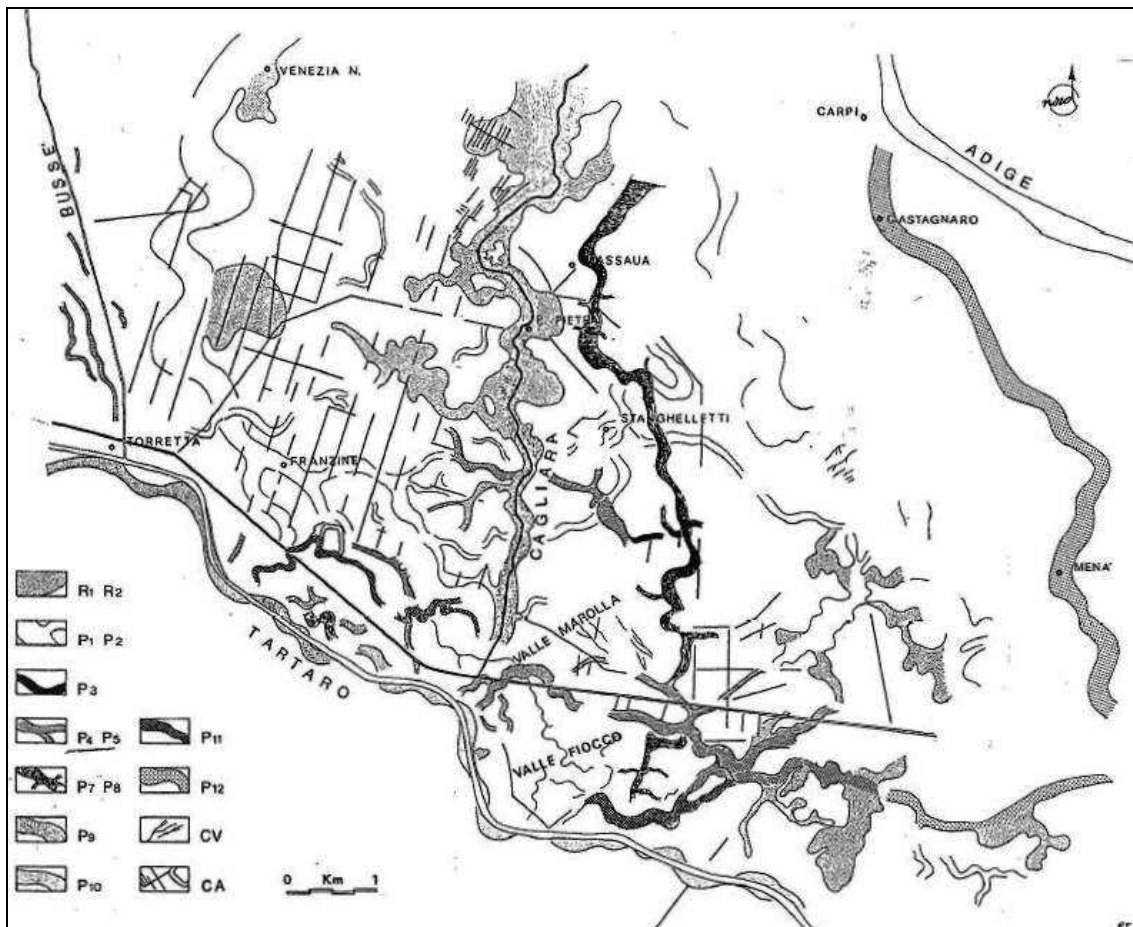 VENEZIA N.
CARPI
ADIGE
BUSSE'
CASTAGNARO
STANGHELLETTI
TORRETTA
FRANZINE
CAGLIARA
MENA'
VALLE MAROLLA
TARTARO
VALLE FIOCCO
R1 R2
P1 P2
P3
P4 P5
P11
P7 P8
P12
P9
CV
P10
CA
0 Km 1